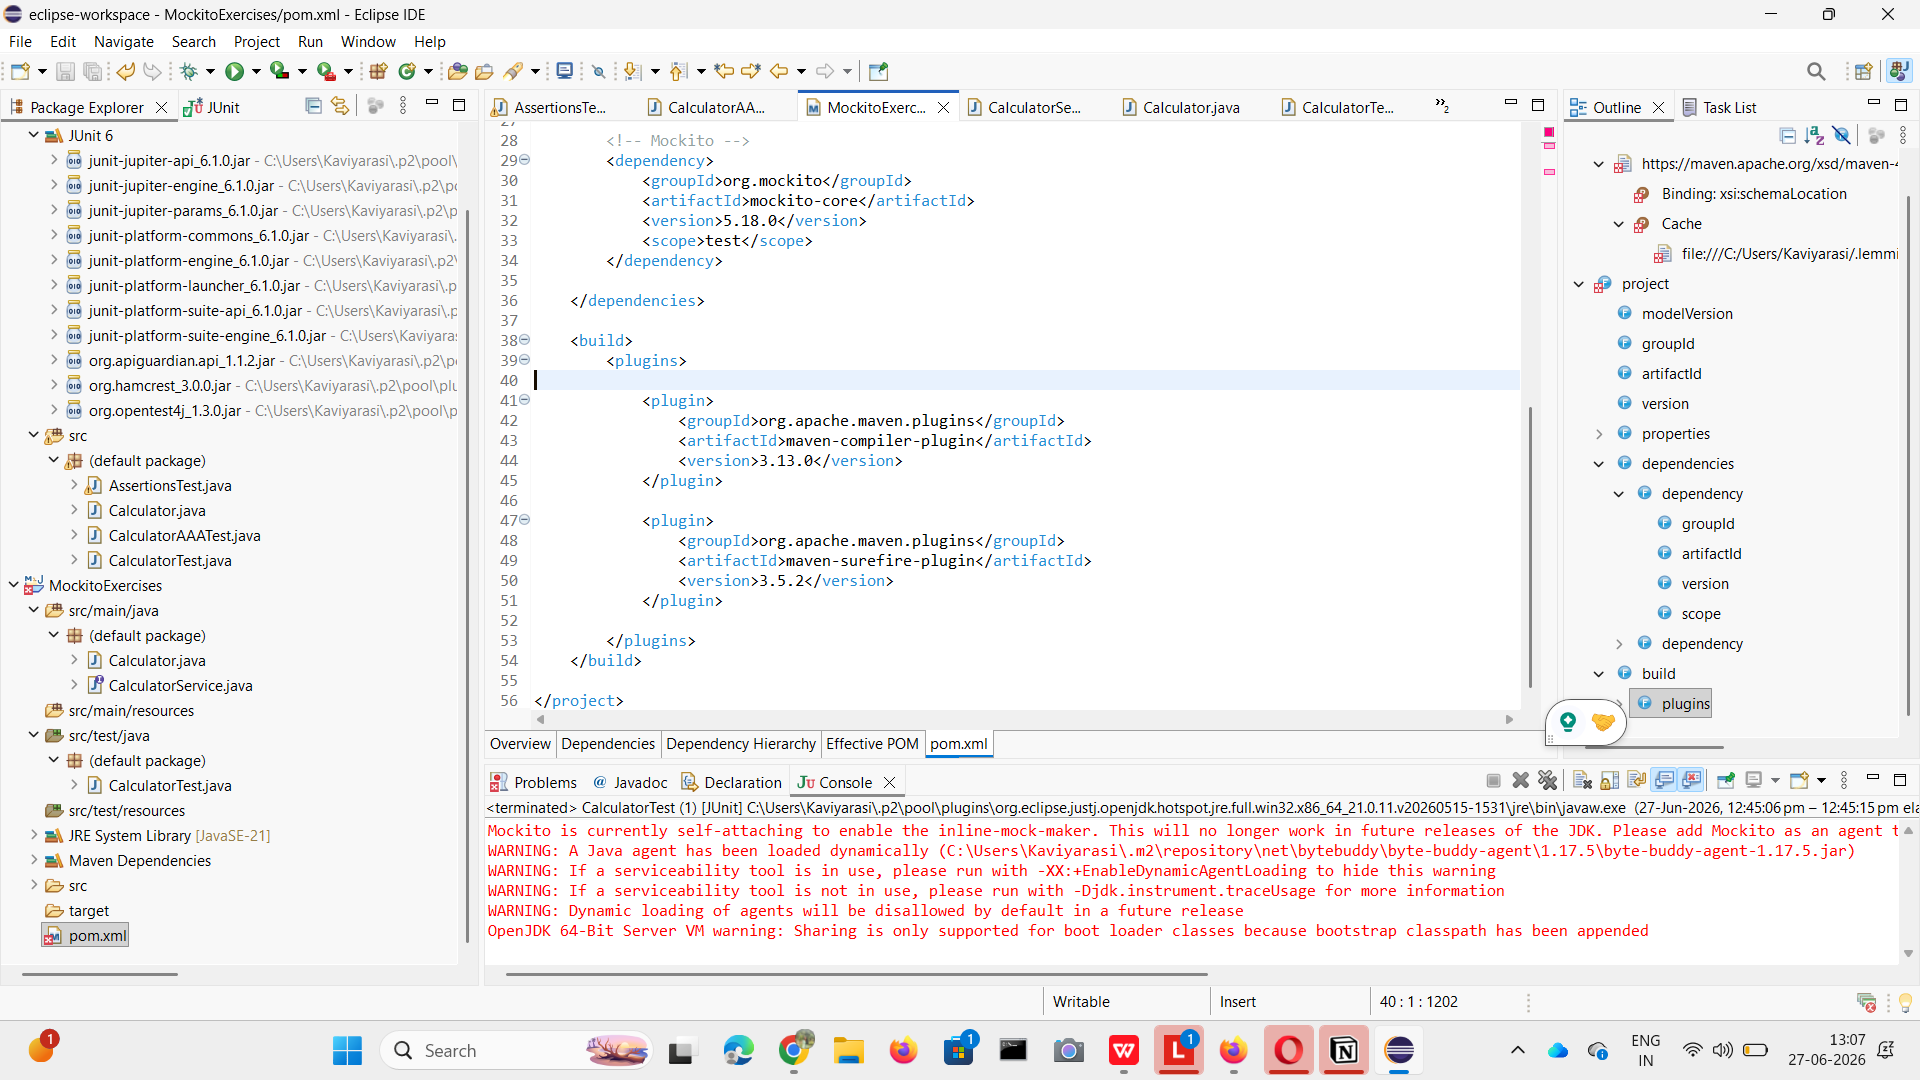 eclipse-workspace - MockitoExercises/pom.xml - Eclipse IDE
File Edit Navigate Search Project Run Window Help
Package Explorer JUnit
JUnit 6
junit-jupiter-api_6.1.0.jar - C:\Users\Kaviyarasi\.p2\pool\
junit-jupiter-engine_6.1.0.jar - C:\Users\Kaviyarasi\.p2\pc
junit-jupiter-params_6.1.0.jar - C:\Users\Kaviyarasi\.p2\p
junit-platform-commons_6.1.0.jar - C:\Users\Kaviyarasi\.
junit-platform-engine_6.1.0.jar - C:\Users\Kaviyarasi\.p2\
junit-platform-launcher_6.1.0.jar - C:\Users\Kaviyarasi\.p
junit-platform-suite-api_6.1.0.jar - C:\Users\Kaviyarasi\.p
junit-platform-suite-engine_6.1.0.jar - C:\Users\Kaviyaras
org.apiguardian.api_1.1.2.jar - C:\Users\Kaviyarasi\.p2\pc
org.hamcrest_3.0.0.jar - C:\Users\Kaviyarasi\.p2\pool\plu
org.opentest4j_1.3.0.jar - C:\Users\Kaviyarasi\.p2\pool\p
src
(default package)
AssertionsTest.java
Calculator.java
CalculatorAAATest.java
CalculatorTest.java
MockitoExercises
src/main/java
(default package)
Calculator.java
CalculatorService.java
src/main/resources
src/test/java
(default package)
CalculatorTest.java
src/test/resources
JRE System Library [JavaSE-21]
Maven Dependencies
src
target
pom.xml
AssertionsTe... CalculatorAA... MockitoExerc... CalculatorSe... Calculator.java CalculatorTe... »2
27
28 <!-- Mockito -->
29 <dependency>
30 <groupId>org.mockito</groupId>
31 <artifactId>mockito-core</artifactId>
32 <version>5.18.0</version>
33 <scope>test</scope>
34 </dependency>
35
36 </dependencies>
37
38 <build>
39 <plugins>
40
41 <plugin>
42 <groupId>org.apache.maven.plugins</groupId>
43 <artifactId>maven-compiler-plugin</artifactId>
44 <version>3.13.0</version>
45 </plugin>
46
47 <plugin>
48 <groupId>org.apache.maven.plugins</groupId>
49 <artifactId>maven-surefire-plugin</artifactId>
50 <version>3.5.2</version>
51 </plugin>
52
53 </plugins>
54 </build>
55
56 </project>
Overview Dependencies Dependency Hierarchy Effective POM pom.xml
Outline Task List
https://maven.apache.org/xsd/maven-4
Binding: xsi:schemaLocation
Cache
file:///C:/Users/Kaviyarasi/.lemmi
project
modelVersion
groupId
artifactId
version
properties
dependencies
dependency
groupId
artifactId
version
scope
dependency
build
plugins
Problems @ Javadoc Declaration Ju Console
<terminated> CalculatorTest (1) [JUnit] C:\Users\Kaviyarasi\.p2\pool\plugins\org.eclipse.justj.openjdk.hotspot.jre.full.win32.x86_64_21.0.11.v20260515-1531\jre\bin\javaw.exe (27-Jun-2026, 12:45:06 pm – 12:45:15 pm ela
Mockito is currently self-attaching to enable the inline-mock-maker. This will no longer work in future releases of the JDK. Please add Mockito as an agent t
WARNING: A Java agent has been loaded dynamically (C:\Users\Kaviyarasi\.m2\repository\net\bytebuddy\byte-buddy-agent\1.17.5\byte-buddy-agent-1.17.5.jar)
WARNING: If a serviceability tool is in use, please run with -XX:+EnableDynamicAgentLoading to hide this warning
WARNING: If a serviceability tool is not in use, please run with -Djdk.instrument.traceUsage for more information
WARNING: Dynamic loading of agents will be disallowed by default in a future release
OpenJDK 64-Bit Server VM warning: Sharing is only supported for boot loader classes because bootstrap classpath has been appended
Writable Insert 40 : 1 : 1202
1
Search
1
1
ENG
IN
13:07
27-06-2026